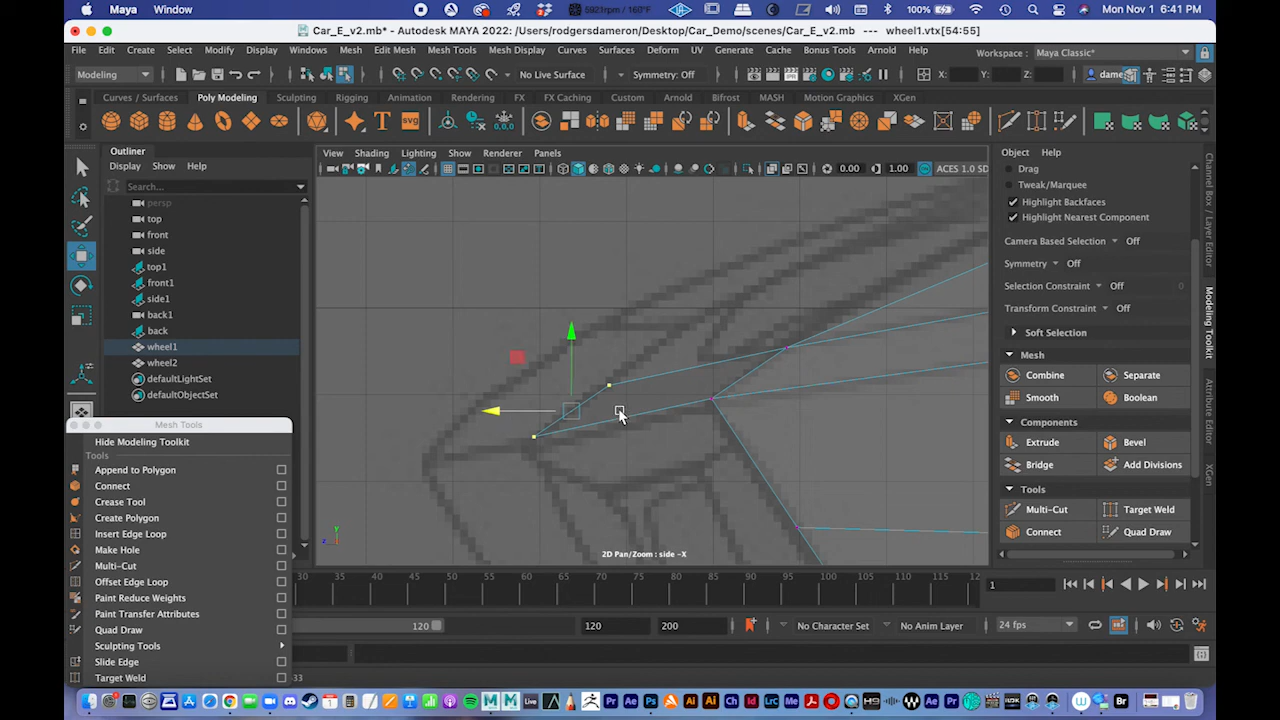 Maya Window 5921rpm / 160°F 100% Mon Nov 1 6:41 PM
Car_E_v2.mb* - Autodesk MAYA 2022: /Users/rodgersdameron/Desktop/Car_Demo/scenes/Car_E_v2.mb --- wheel1.vtx[54:55]
File Edit Create Select Modify Display Windows Mesh Edit Mesh Mesh Tools Mesh Display Curves Surfaces Deform UV Generate Cache Bonus Tools Arnold Help Workspace : Maya Classic*
Modeling No Live Surface Symmetry: Off X: Y: Z: dame
Curves / Surfaces Poly Modeling Sculpting Rigging Animation Rendering FX FX Caching Custom Arnold Bifrost MASH Motion Graphics XGen
T svg 0,0,0
Outliner
Display Show Help
Search...
persp
top
front
side
top1
front1
side1
back1
back
wheel1
wheel2
defaultLightSet
defaultObjectSet
Mesh Tools
Hide Modeling Toolkit
Tools
Append to Polygon
Connect
Crease Tool
Create Polygon
Insert Edge Loop
Make Hole
Multi-Cut
Offset Edge Loop
Paint Reduce Weights
Paint Transfer Attributes
Quad Draw
Sculpting Tools
Slide Edge
Target Weld
View Shading Lighting Show Renderer Panels
0.00 1.00 ACES 1.0 SD
y
z
2D Pan/Zoom : side -X
Object Help
Drag
Tweak/Marquee
Highlight Backfaces
Highlight Nearest Component
Camera Based Selection Off
Symmetry Off
Selection Constraint Off 0
Transform Constraint Off
Soft Selection
Mesh
Combine Separate
Smooth Boolean
Components
Extrude Bevel
Bridge Add Divisions
Tools
Multi-Cut Target Weld
Connect Quad Draw
Channel Box / Layer Editor
Modeling Toolkit
Attribute Editor
XGen
30 35 40 45 50 55 60 65 70 75 80 85 90 95 100 105 110 115 12 1
120 120 200 No Character Set No Anim Layer 24 fps
33